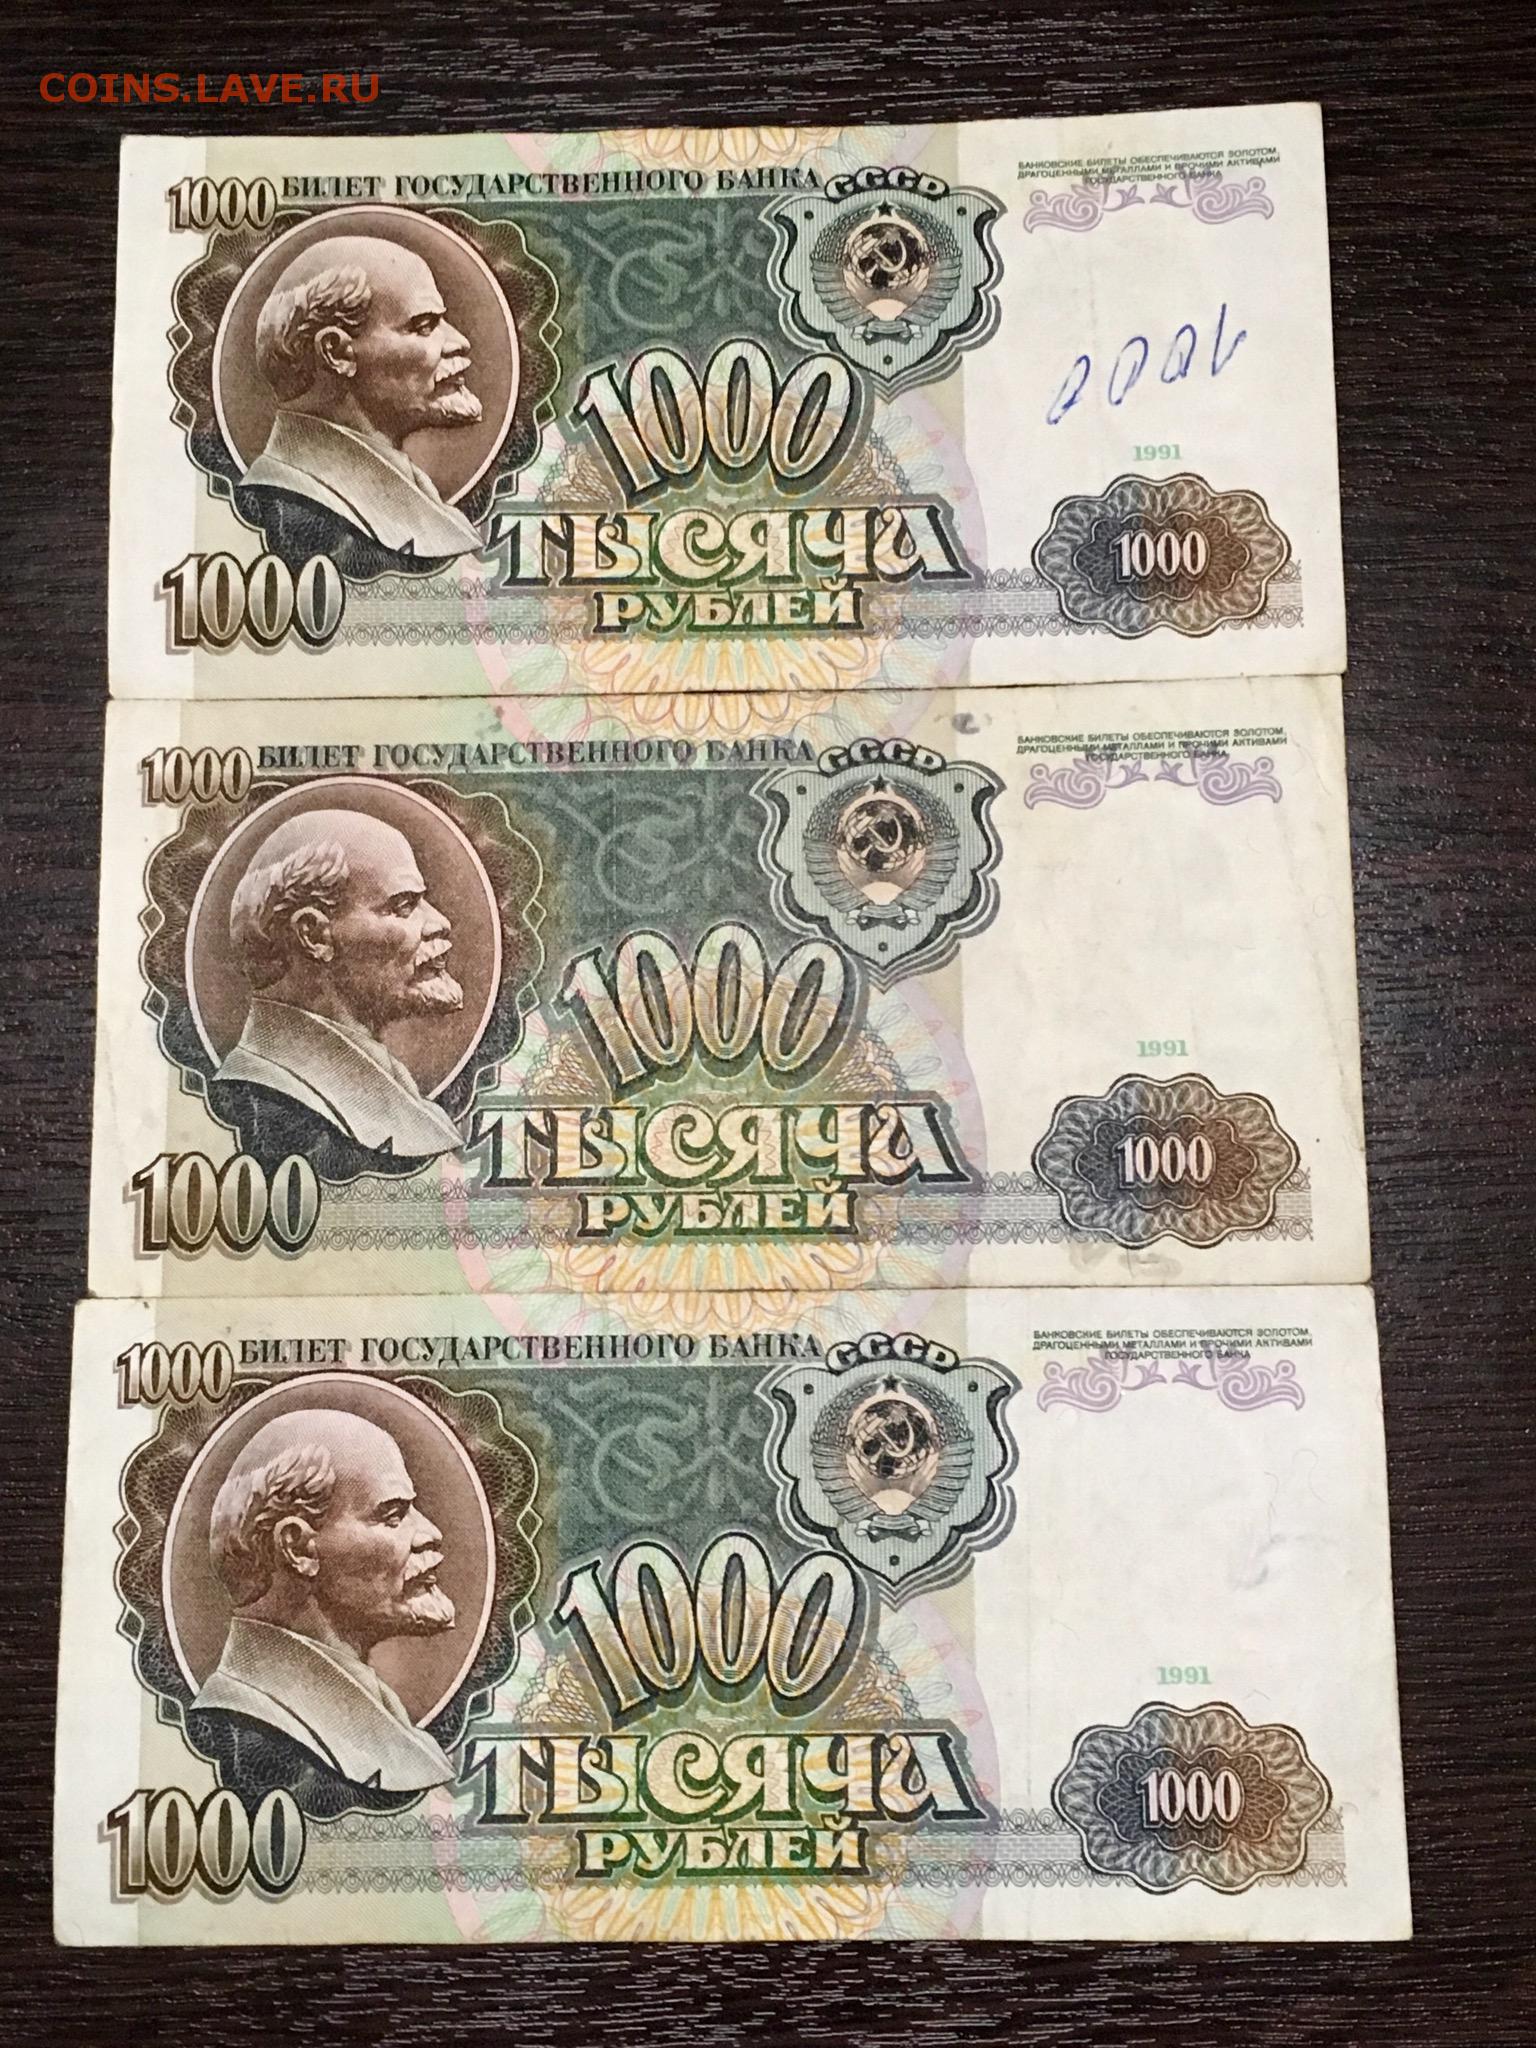 COINS.LAVE.RU
1000 БИЛЕТ ГОСУДАРСТВЕННОГО БАНКА СССР
БАНКОВСКИЕ БИЛЕТЫ ОБЕСПЕЧИВАЮТСЯ ЗОЛОТОМ,
ДРАГОЦЕННЫМИ МЕТАЛЛАМИ И ПРОЧИМИ АКТИВАМИ
ГОСУДАРСТВЕННОГО БАНКА
1000
1991
ТЫСЯЧА
1000
1000
РУБЛЕЙ
1000 БИЛЕТ ГОСУДАРСТВЕННОГО БАНКА СССР
БАНКОВСКИЕ БИЛЕТЫ ОБЕСПЕЧИВАЮТСЯ ЗОЛОТОМ,
ДРАГОЦЕННЫМИ МЕТАЛЛАМИ И ПРОЧИМИ АКТИВАМИ
ГОСУДАРСТВЕННОГО БАНКА
1000
1991
ТЫСЯЧА
1000
1000
РУБЛЕЙ
1000 БИЛЕТ ГОСУДАРСТВЕННОГО БАНКА СССР
БАНКОВСКИЕ БИЛЕТЫ ОБЕСПЕЧИВАЮТСЯ ЗОЛОТОМ,
ДРАГОЦЕННЫМИ МЕТАЛЛАМИ И ПРОЧИМИ АКТИВАМИ
ГОСУДАРСТВЕННОГО БАНКА
1000
1991
ТЫСЯЧА
1000
1000
РУБЛЕЙ